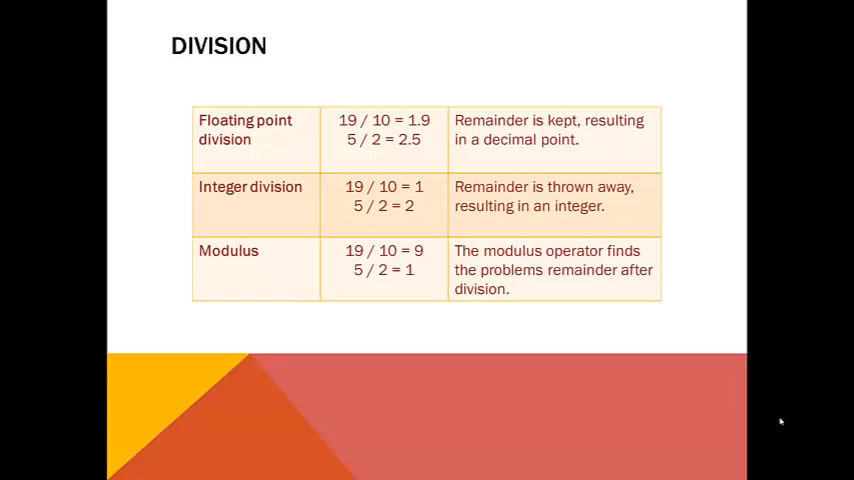 DIVISION
Floating point
division
19 / 10 = 1.9
5 / 2 = 2.5
Remainder is kept, resulting
in a decimal point.
Integer division
19 / 10 = 1
5 / 2 = 2
Remainder is thrown away,
resulting in an integer.
Modulus
19 / 10 = 9
5 / 2 = 1
The modulus operator finds
the problems remainder after
division.